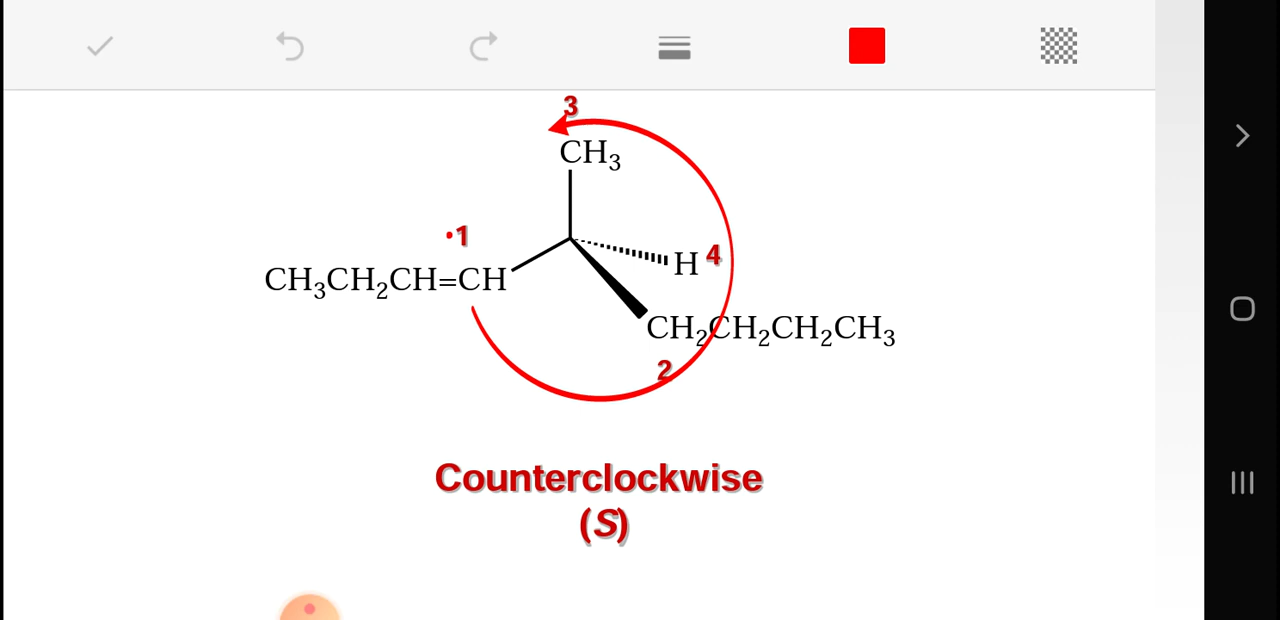 3
CH₃
•1
H 4
CH₃CH₂CH=CH
CH₂CH₂CH₂CH₃
2
Counterclockwise
(S)